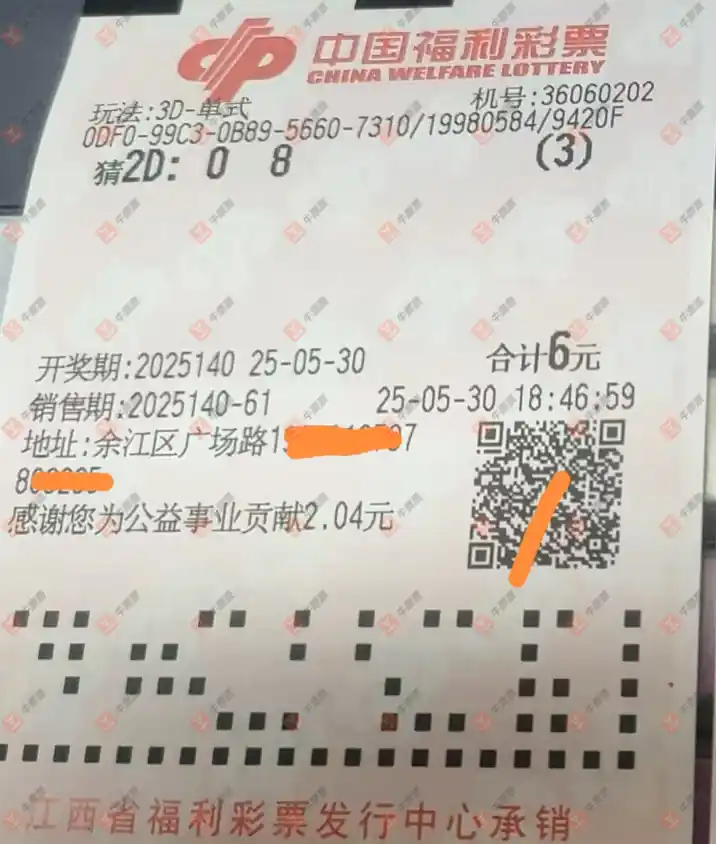 中国福利彩票
CHINA WELFARE LOTTERY
玩法:3D-单式 机号:36060202
0DF0-99C3-0B89-5660-7310/19980584/9420F
猜2D: 0 8 (3)
开奖期:2025140 25-05-30 合计6元
销售期:2025140-61 25-05-30 18:46:59
地址:余江区广场路1
8
感谢您为公益事业贡献2.04元
江西省福利彩票发行中心承销